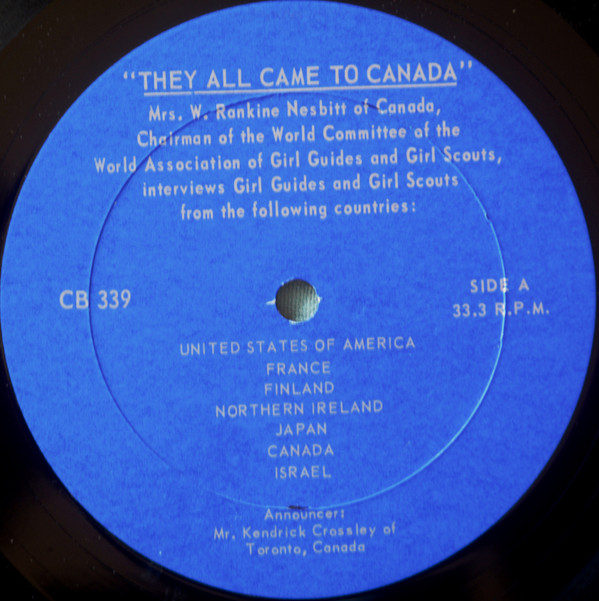 "THEY ALL CAME TO CANADA"
Mrs. W. Rankine Nesbitt of Canada,
Chairman of the World Committee of the
World Association of Girl Guides and Girl Scouts,
interviews Girl Guides and Girl Scouts
from the following countries:
CB 339
SIDE A
33.3 R.P.M.
UNITED STATES OF AMERICA
FRANCE
FINLAND
NORTHERN IRELAND
JAPAN
CANADA
ISRAEL
Announcer:
Mr. Kendrick Crossley of
Toronto, Canada